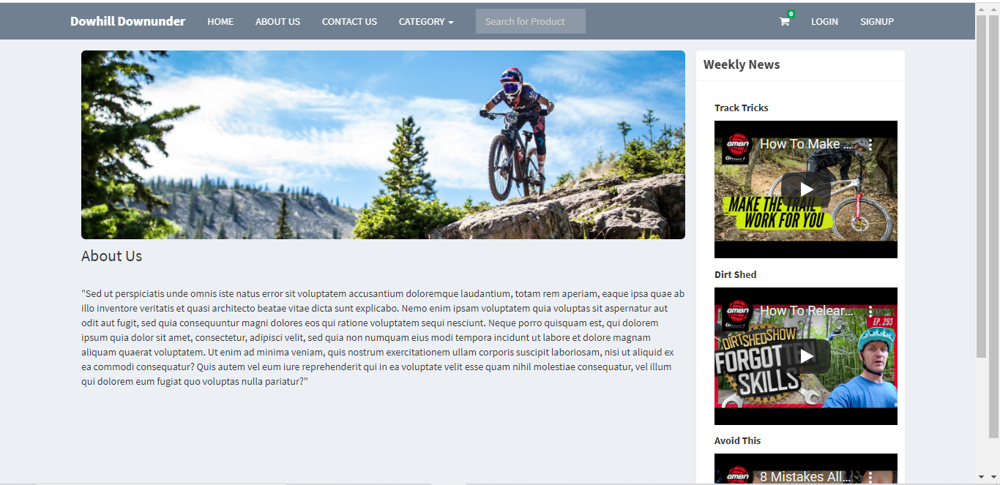 Dowhill Downunder HOME ABOUT US CONTACT US CATEGORY Search for Product 0 LOGIN SIGNUP
About Us
"Sed ut perspiciatis unde omnis iste natus error sit voluptatem accusantium doloremque laudantium, totam rem aperiam, eaque ipsa quae ab
illo inventore veritatis et quasi architecto beatae vitae dicta sunt explicabo. Nemo enim ipsam voluptatem quia voluptas sit aspernatur aut
odit aut fugit, sed quia consequuntur magni dolores eos qui ratione voluptatem sequi nesciunt. Neque porro quisquam est, qui dolorem
ipsum quia dolor sit amet, consectetur, adipisci velit, sed quia non numquam eius modi tempora incidunt ut labore et dolore magnam
aliquam quaerat voluptatem. Ut enim ad minima veniam, quis nostrum exercitationem ullam corporis suscipit laboriosam, nisi ut aliquid ex
ea commodi consequatur? Quis autem vel eum iure reprehenderit qui in ea voluptate velit esse quam nihil molestiae consequatur, vel illum
qui dolorem eum fugiat quo voluptas nulla pariatur?"
Weekly News
Track Tricks
GMBN How To Make ...
MAKE THE TRAIL
WORK FOR YOU
Dirt Shed
GMBN How To Relear...
EP. 293
DIRT SHED SHOW
FORGOTTEN
SKILLS
Avoid This
GMBN 8 Mistakes All...